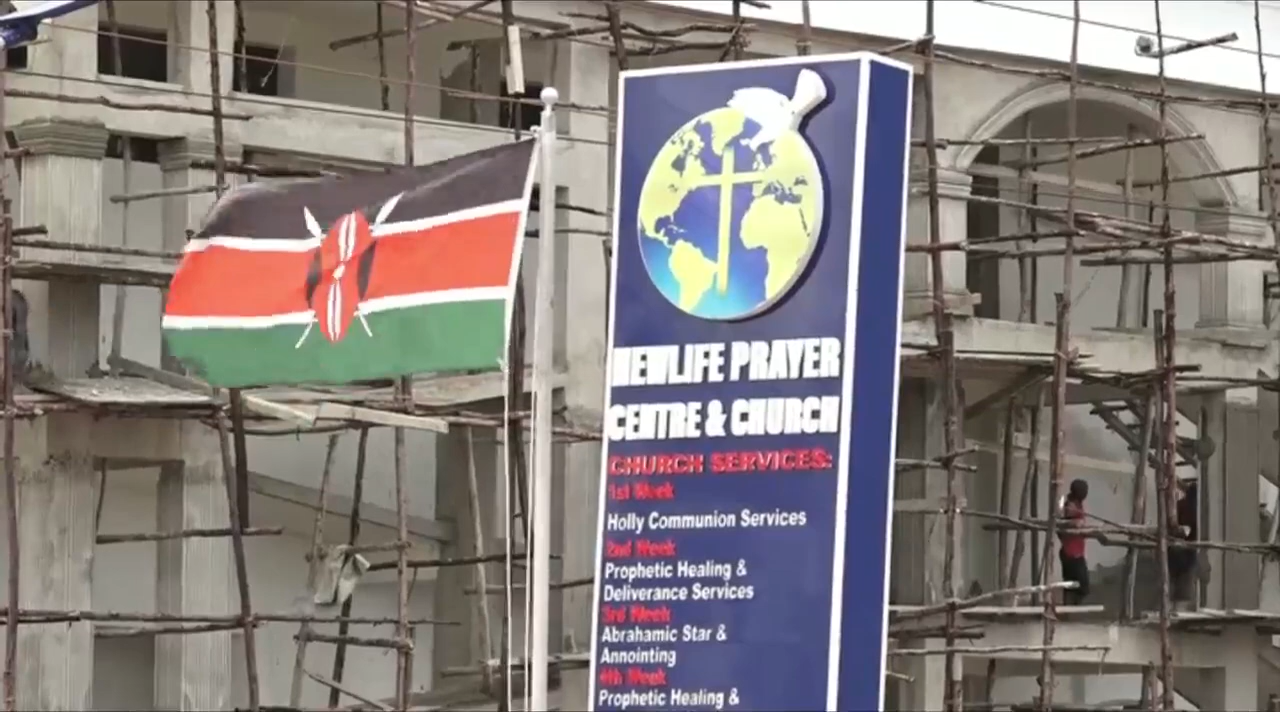 NEWLIFE PRAYER
CENTRE & CHURCH
CHURCH SERVICES:
1st Week
Holly Communion Services
2nd Week
Prophetic Healing &
Deliverance Services
3rd Week
Abrahamic Star &
Annointing
4th Week
Prophetic Healing &